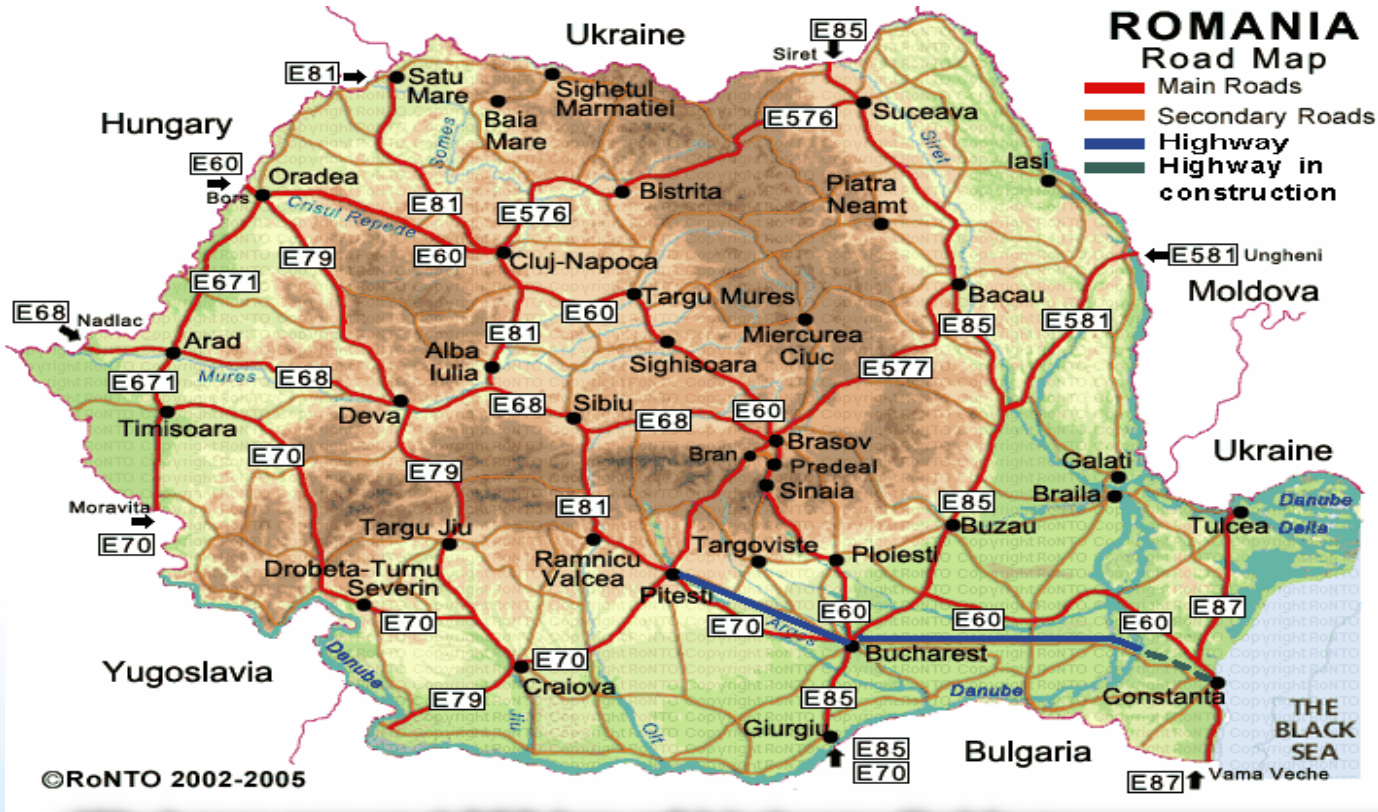 ROMANIA
Road Map
Main Roads
Secondary Roads
Highway
Highway in
construction
Ukraine
E85
Siret
E81
Satu
Mare
Sighetul
Marmatiei
Baia
Mare
Somes
Hungary
E576
Suceava
Siret
Iasi
E60
Bors
Oradea
Bistrita
Piatra
Neamt
Crisul Repede
E81
E576
E79
E60
Cluj-Napoca
E581
Ungheni
Moldova
E671
Targu Mures
Bacau
E68
Nadlac
E60
E81
E85
E581
Arad
Miercurea
Ciuc
Alba
Iulia
Sighisoara
E577
E671
Mures
E68
Deva
E68
Sibiu
E68
E60
Timisoara
Brasov
Bran
Predeal
Sinaia
E70
E79
Galati
Braila
Ukraine
Danube
Delta
Tulcea
Moravita
E70
E81
E85
Buzau
Targu Jiu
Ramnicu
Valcea
Targoviste
Ploiesti
Drobeta-Turnu
Severin
Pitesti
E70
E70
Arges
E60
E60
E60
E87
Bucharest
Yugoslavia
Danube
E70
Craiova
E79
Jiu
Olt
E85
Danube
Constanta
THE
BLACK
SEA
Giurgiu
E85
E70
Bulgaria
E87
Vama Veche
©RoNTO 2002-2005